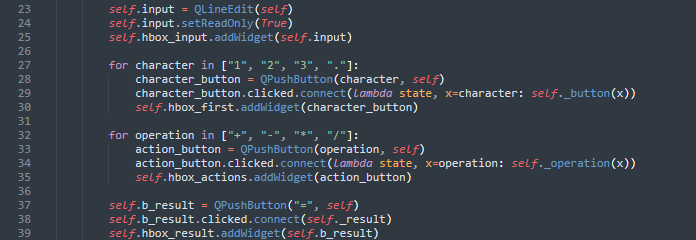 23 self.input = QLineEdit(self)
24 self.input.setReadOnly(True)
25 self.hbox_input.addWidget(self.input)
26
27 for character in ["1", "2", "3", "."]:
28 character_button = QPushButton(character, self)
29 character_button.clicked.connect(lambda state, x=character: self._button(x))
30 self.hbox_first.addWidget(character_button)
31
32 for operation in ["+", "-", "*", "/"]:
33 action_button = QPushButton(operation, self)
34 action_button.clicked.connect(lambda state, x=operation: self._operation(x))
35 self.hbox_actions.addWidget(action_button)
36
37 self.b_result = QPushButton("=", self)
38 self.b_result.clicked.connect(self._result)
39 self.hbox_result.addWidget(self.b_result)